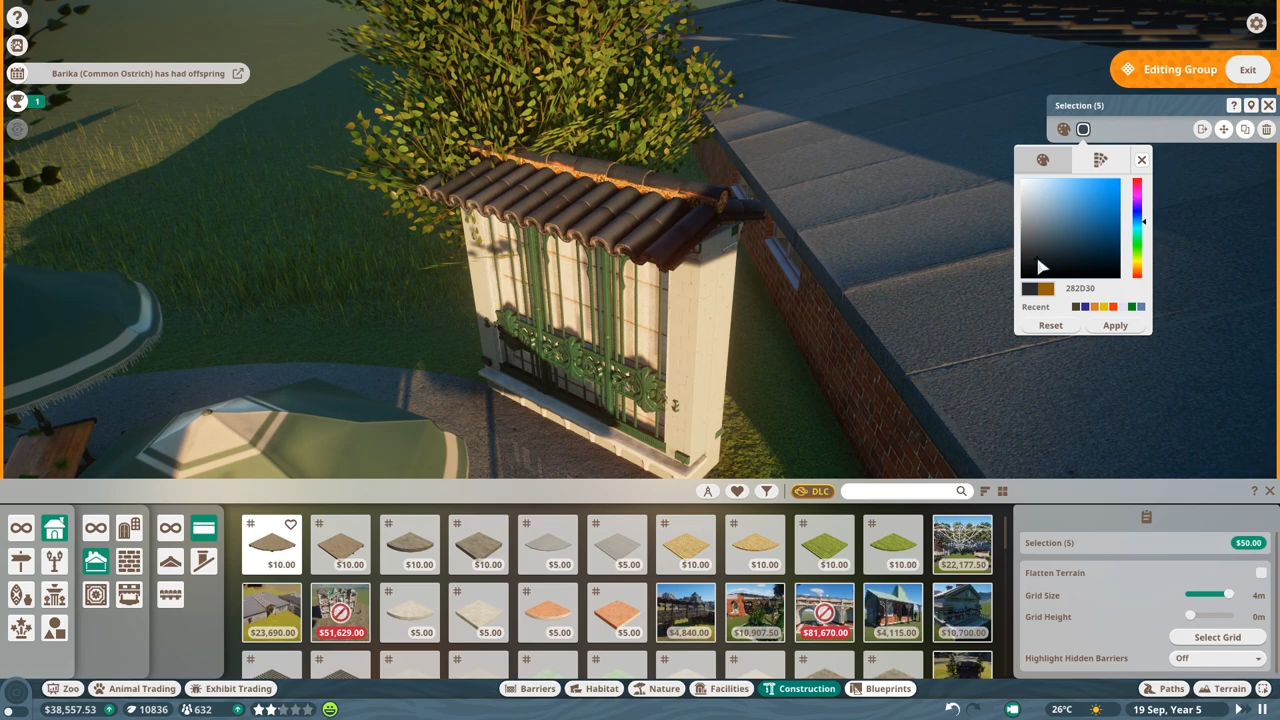 Barika (Common Ostrich) has had offspring
1
Editing Group
Exit
Selection (5)
?
282D30
Recent
Reset
Apply
DLC
?
$10.00
$10.00
$10.00
$10.00
$5.00
$5.00
$10.00
$10.00
$10.00
$10.00
$22,177.50
$23,690.00
$51,629.00
$5.00
$5.00
$5.00
$5.00
$4,840.00
$10,907.50
$81,670.00
$4,115.00
$10,700.00
Selection (5)
$50.00
Flatten Terrain
Grid Size
4m
Grid Height
0m
Select Grid
Highlight Hidden Barriers
Off
Zoo
Animal Trading
Exhibit Trading
Barriers
Habitat
Nature
Facilities
Construction
Blueprints
Paths
Terrain
$38,557.53
10836
632
26°C
19 Sep, Year 5